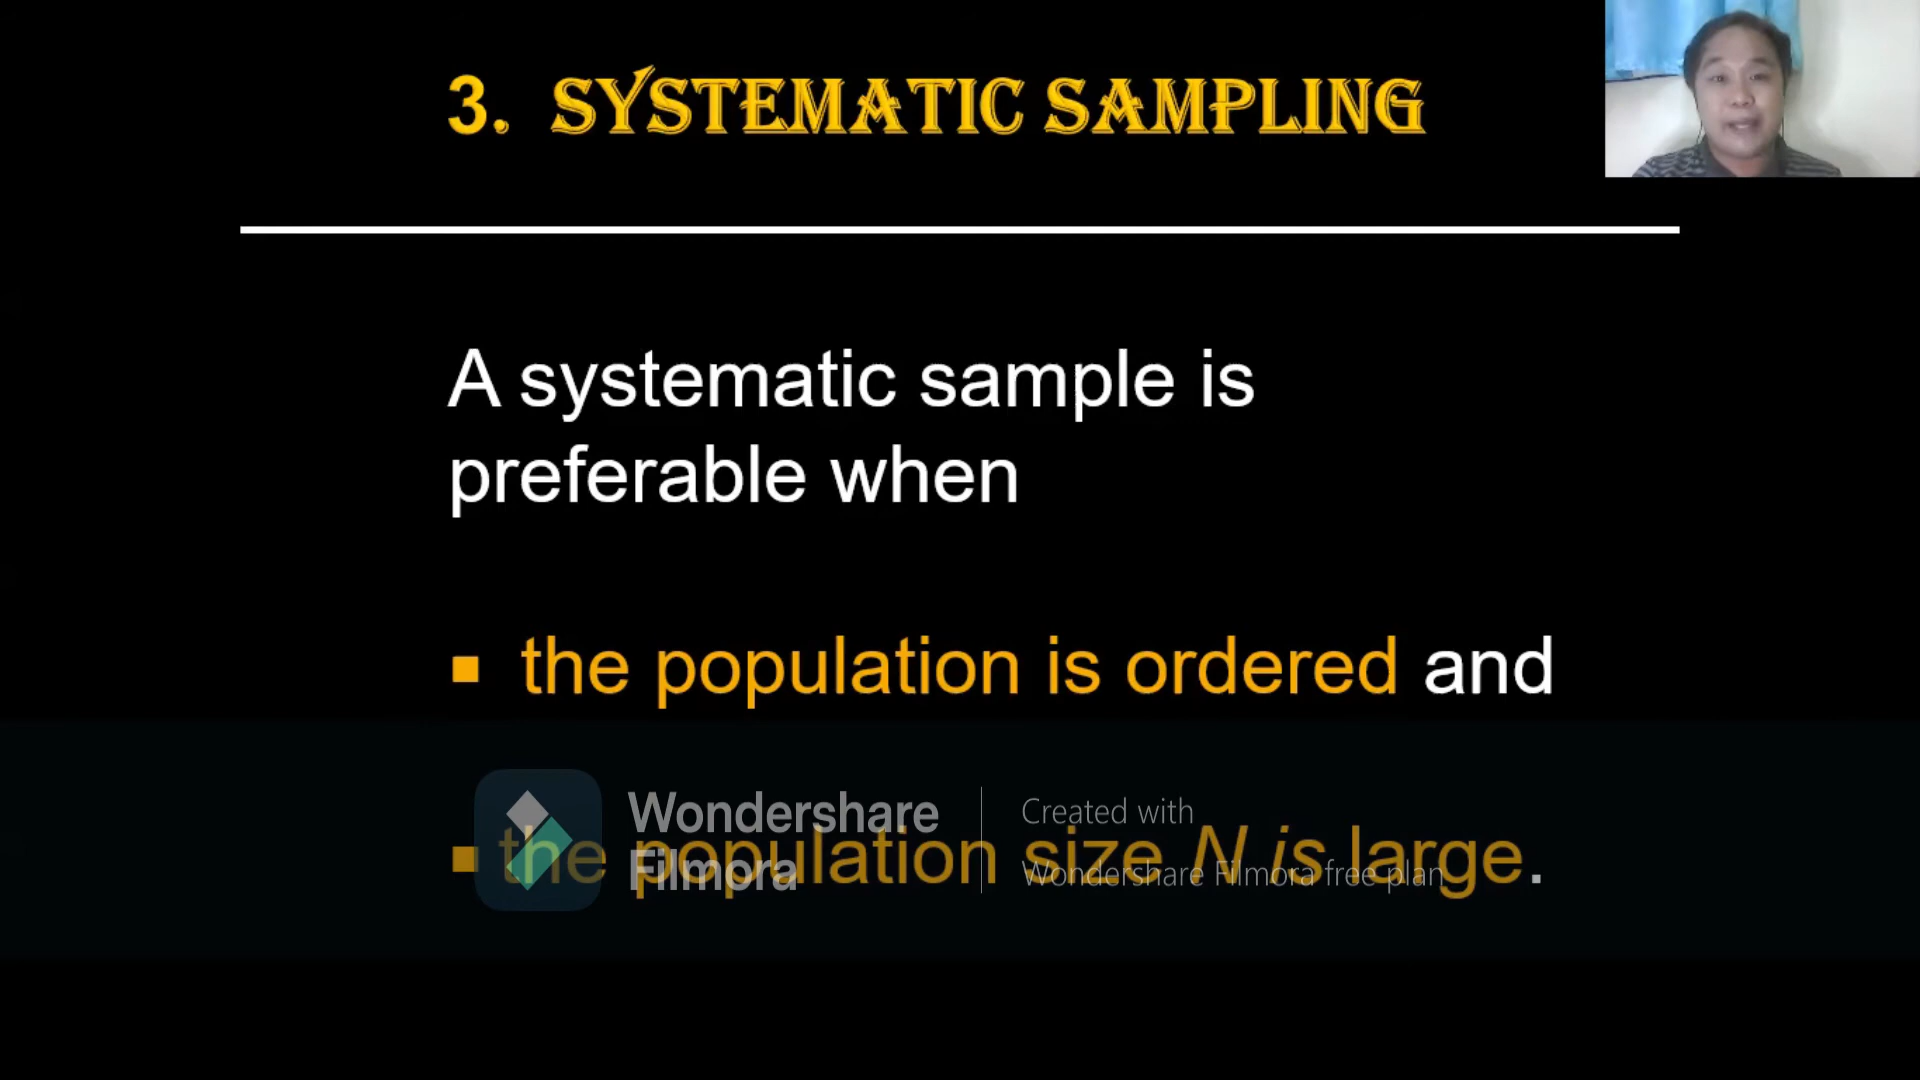 3. SYSTEMATIC SAMPLING
A systematic sample is
preferable when
the population is ordered and
the population size N is large.
Wondershare
Filmora
Created with
Wondershare Filmora free plan